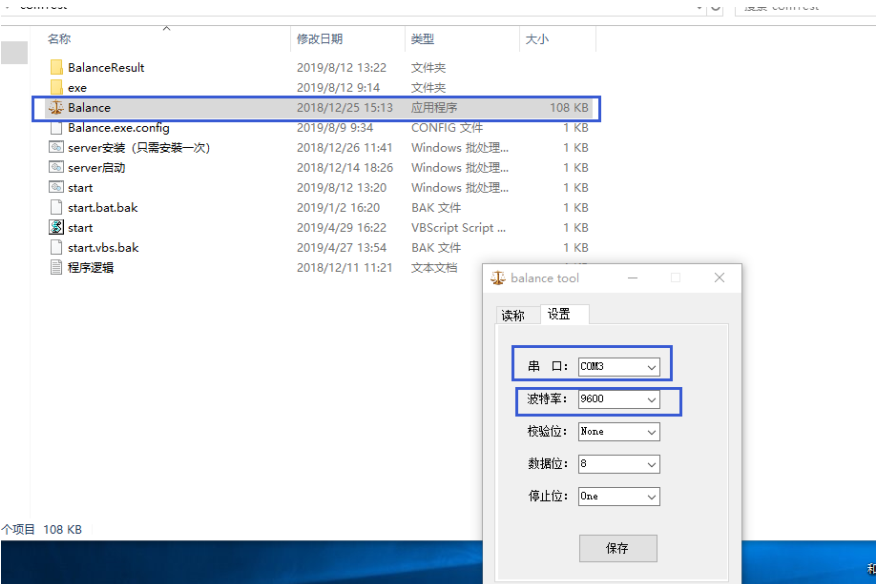 名称 修改日期 类型 大小
BalanceResult 2019/8/12 13:22 文件夹
exe 2019/8/12 9:14 文件夹
Balance 2018/12/25 15:13 应用程序 108 KB
Balance.exe.config 2019/8/9 9:34 CONFIG 文件 1 KB
server安装（只需安装一次） 2018/12/26 11:41 Windows 批处理... 1 KB
server启动 2018/12/14 18:26 Windows 批处理... 1 KB
start 2019/8/12 13:20 Windows 批处理... 1 KB
start.bat.bak 2019/1/2 16:20 BAK 文件 1 KB
start 2019/4/29 16:22 VBScript Script ... 1 KB
start.vbs.bak 2019/4/27 13:54 BAK 文件 1 KB
程序逻辑 2018/12/11 11:21 文本文档
balance tool
读称 设置
串 口： COM3
波特率： 9600
校验位： None
数据位： 8
停止位： One
保存
个项目 108 KB